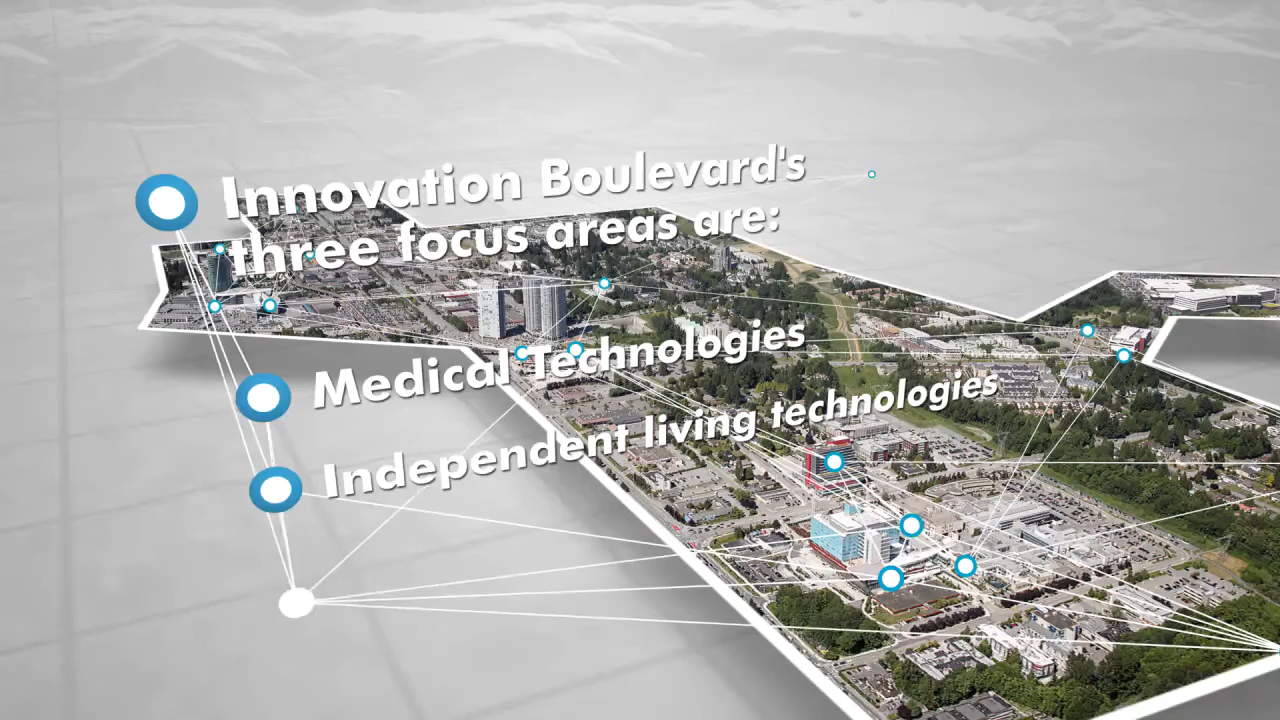 Innovation Boulevard's
three focus areas are:
Medical Technologies
Independent living technologies